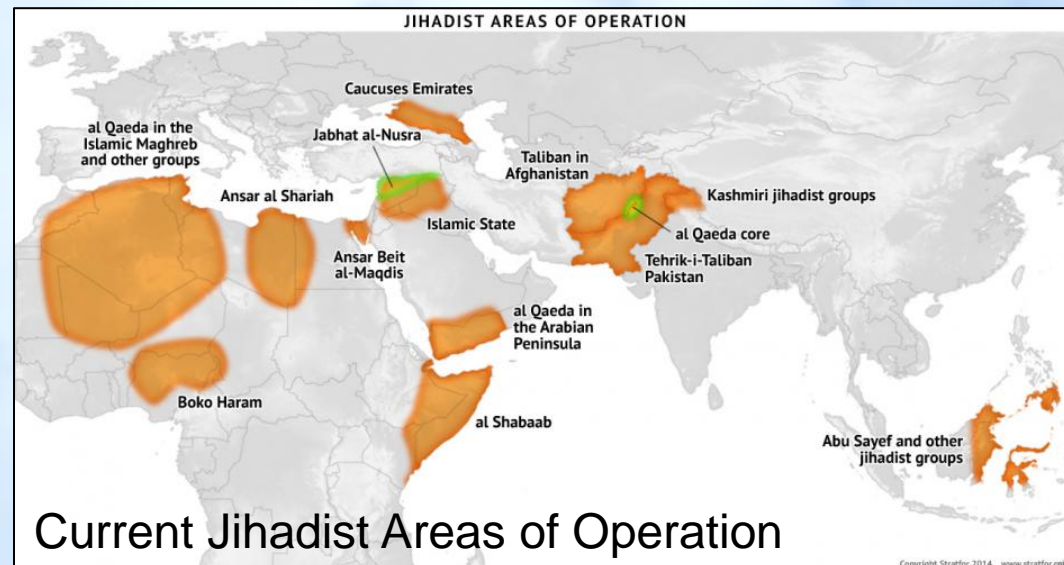 JIHADIST AREAS OF OPERATION
Caucuses Emirates
al Qaeda in the
Islamic Maghreb
and other groups
Jabhat al-Nusra
Taliban in
Afghanistan
Ansar al Shariah
Kashmiri jihadist groups
Islamic State
al Qaeda core
Ansar Beit
al-Maqdis
Tehrik-i-Taliban
Pakistan
al Qaeda in
the Arabian
Peninsula
Boko Haram
al Shabaab
Abu Sayef and other
jihadist groups
Current Jihadist Areas of Operation
Copyright Stratfor 2014 www.stratfor.